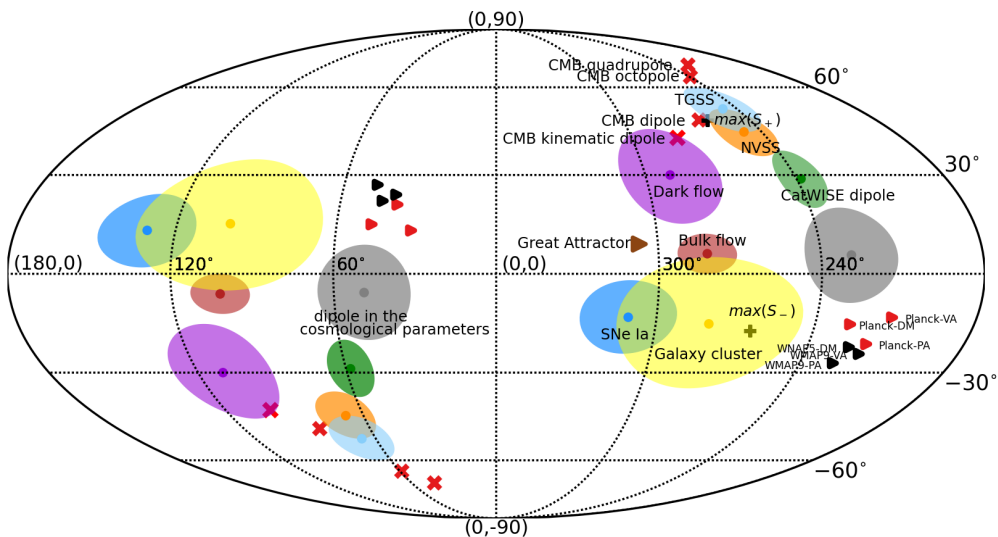 (0,90)
CMB quadrupole
CMB octopole
60°
TGSS
CMB dipole
max(S₊)
CMB kinematic dipole
NVSS
30°
Dark flow
CatWISE dipole
Great Attractor
Bulk flow
(180,0)
120°
60°
(0,0)
300°
240°
dipole in the
cosmological parameters
max(S₋)
SNe Ia
Planck-VA
Planck-DM
Galaxy cluster
WMAP5-DM
Planck-PA
WMAP9-VA
WMAP9-PA
−30°
−60°
(0,-90)